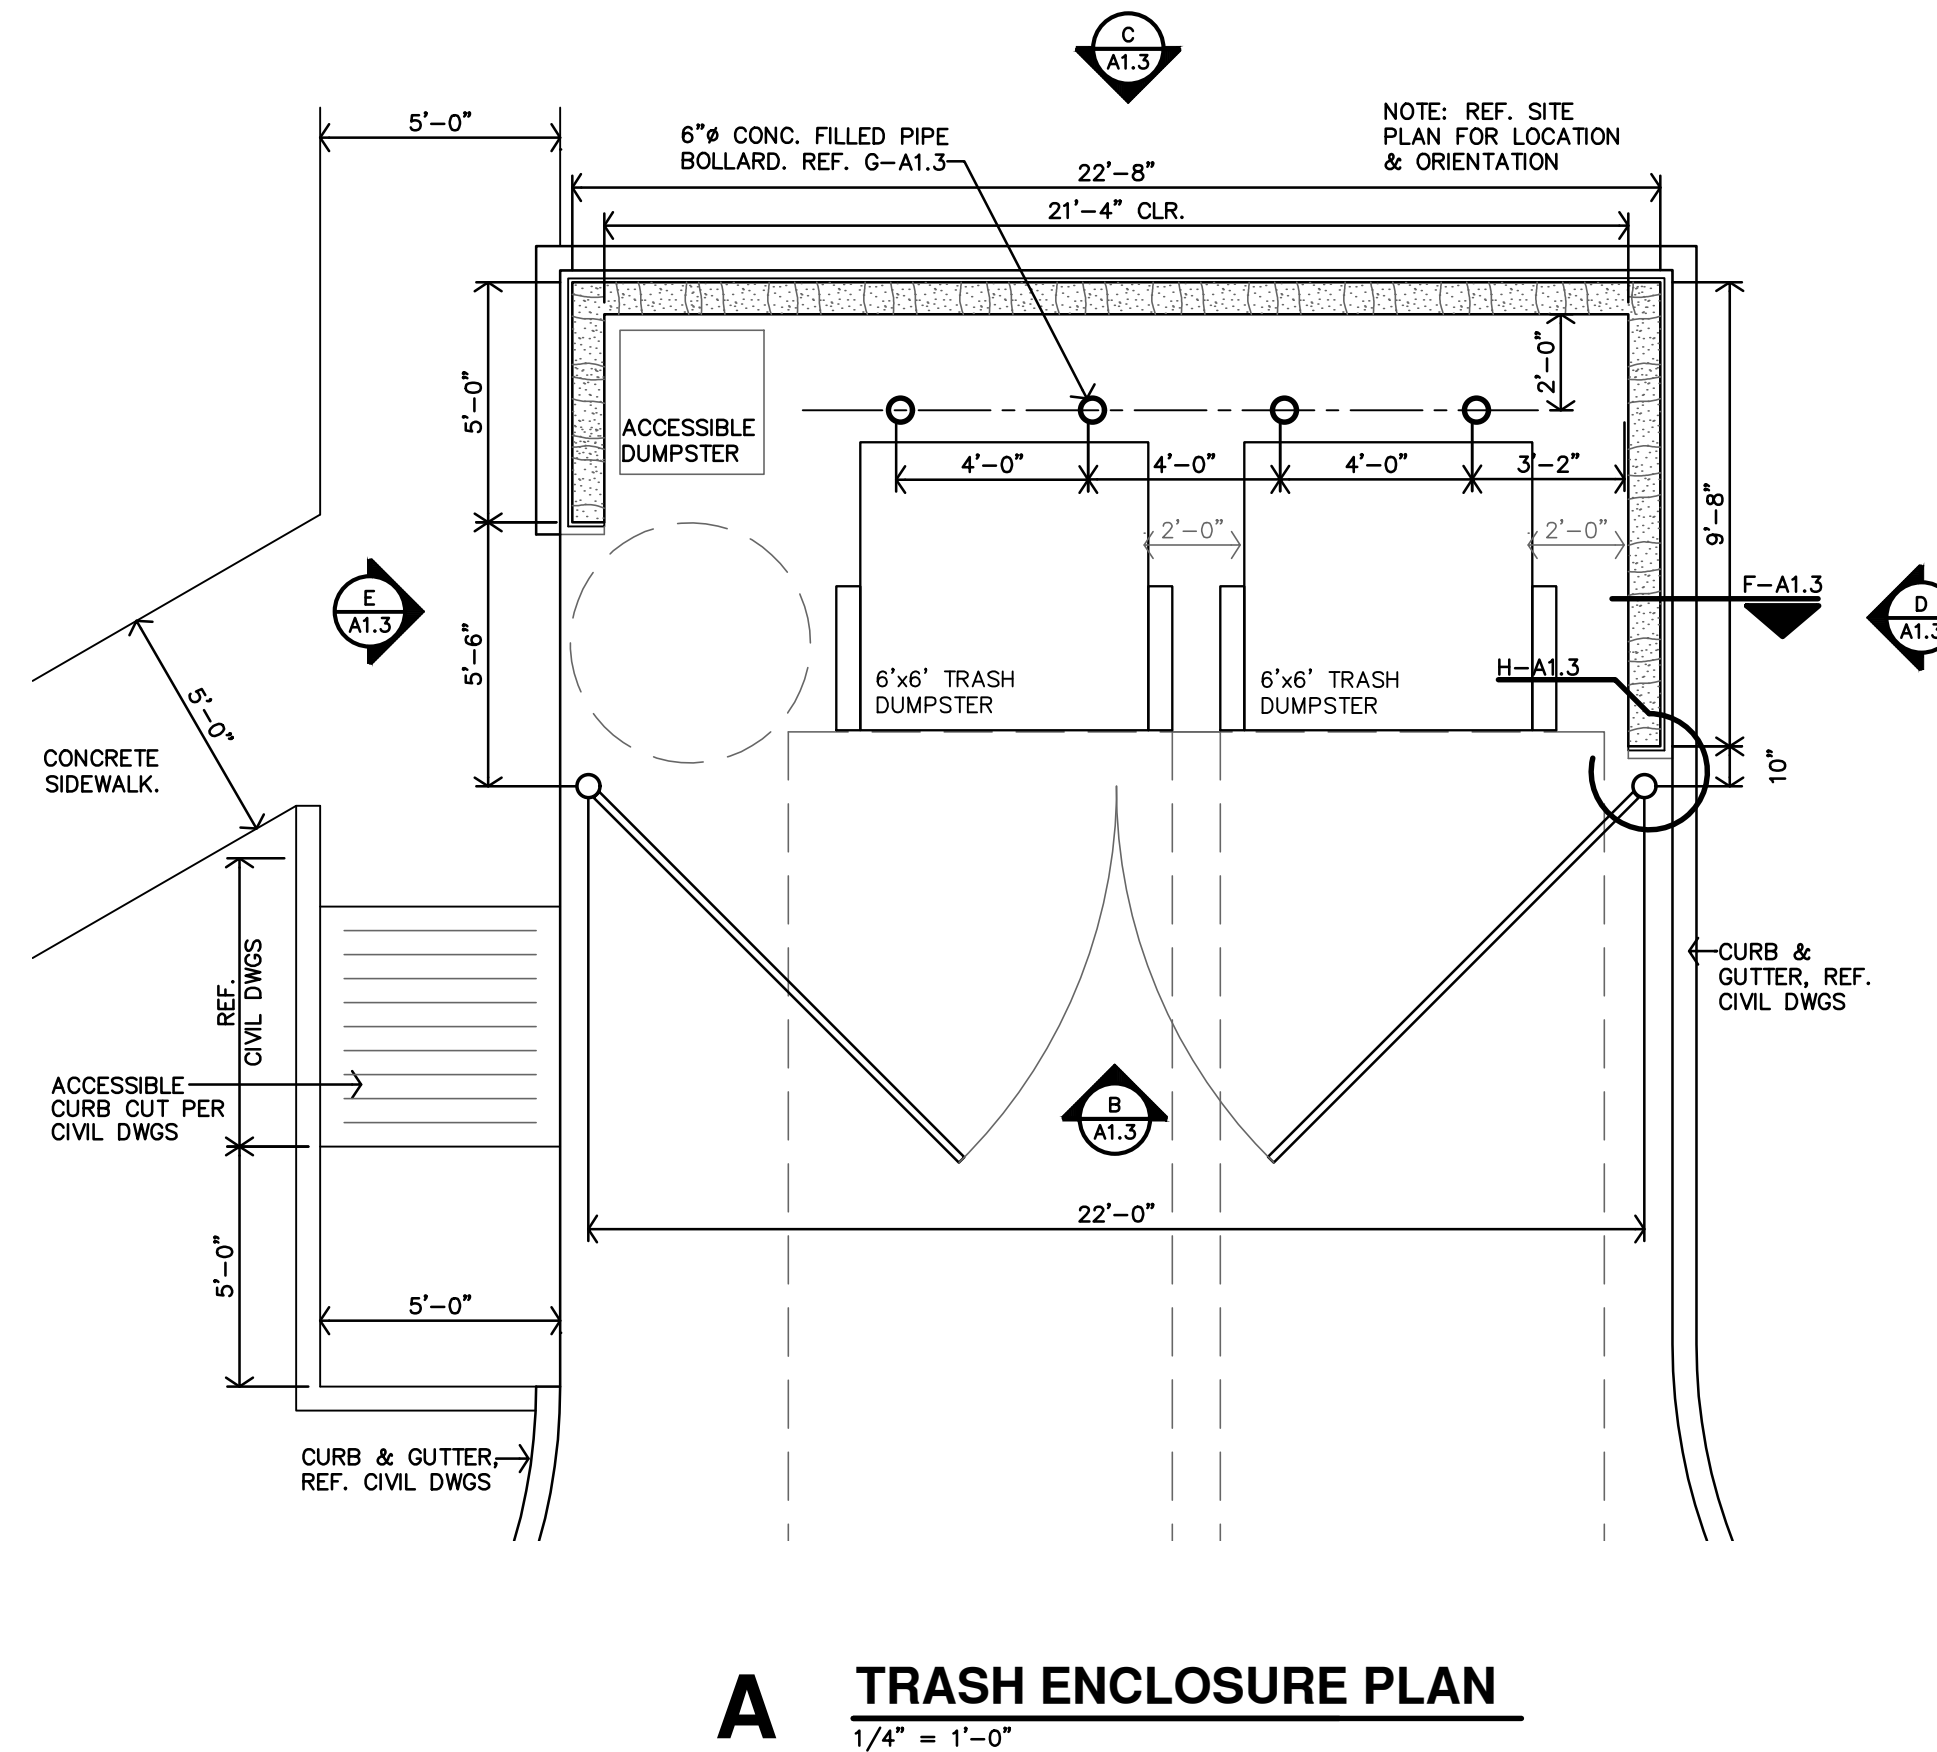 C
A1.3
5'-0"
6"ø CONC. FILLED PIPE
BOLLARD. REF. G-A1.3
NOTE: REF. SITE
PLAN FOR LOCATION
& ORIENTATION
22'-8"
21'-4" CLR.
5'-0"
ACCESSIBLE
DUMPSTER
2'-0"
4'-0"
4'-0"
4'-0"
3'-2"
2'-0"
2'-0"
9'-8"
F-A1.3
E
A1.3
D
A1.3
5'-6"
H-A1.3
6'x6' TRASH
DUMPSTER
6'x6' TRASH
DUMPSTER
5'-0"
CONCRETE
SIDEWALK.
10"
REF.
CIVIL DWGS
CURB &
GUTTER, REF.
CIVIL DWGS
ACCESSIBLE
CURB CUT PER
CIVIL DWGS
B
A1.3
22'-0"
5'-0"
5'-0"
CURB & GUTTER,
REF. CIVIL DWGS
A TRASH ENCLOSURE PLAN
1/4" = 1'-0"